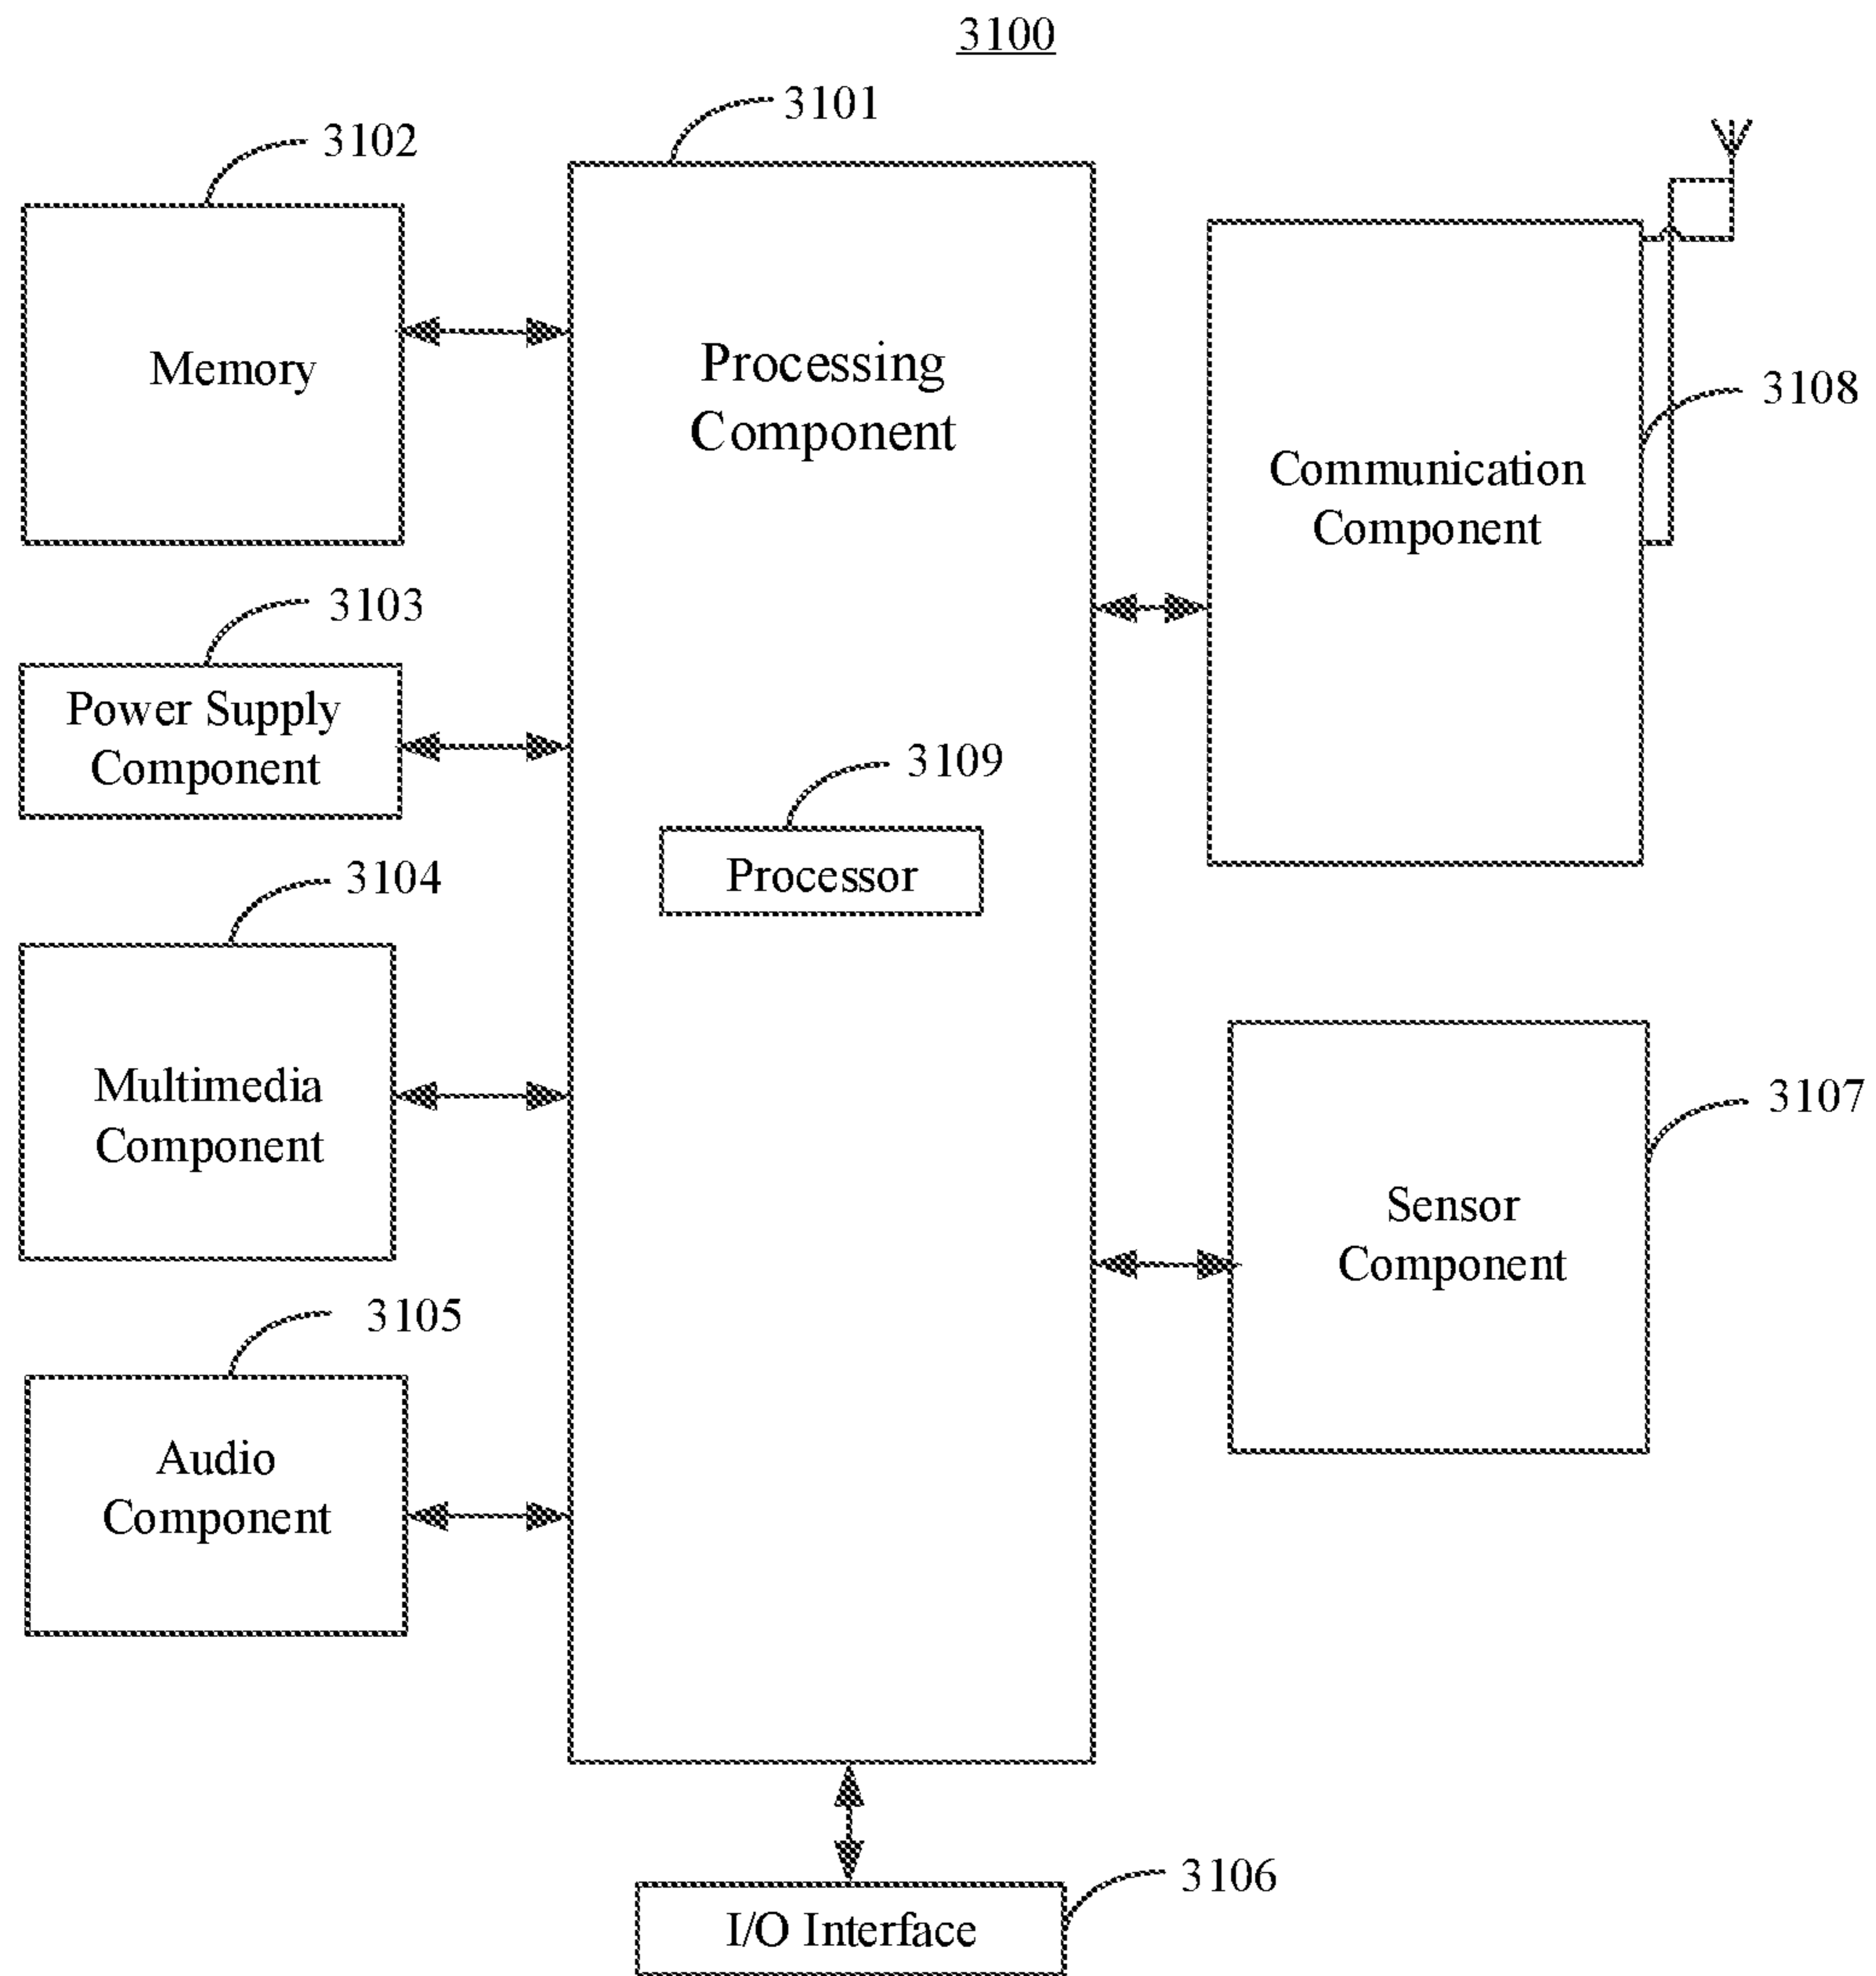 3100
3101
3102
Memory
Processing
Component
3108
Communication
Component
3103
Power Supply
Component
3109
Processor
3104
Multimedia
Component
3107
Sensor
Component
3105
Audio
Component
3106
I/O Interface